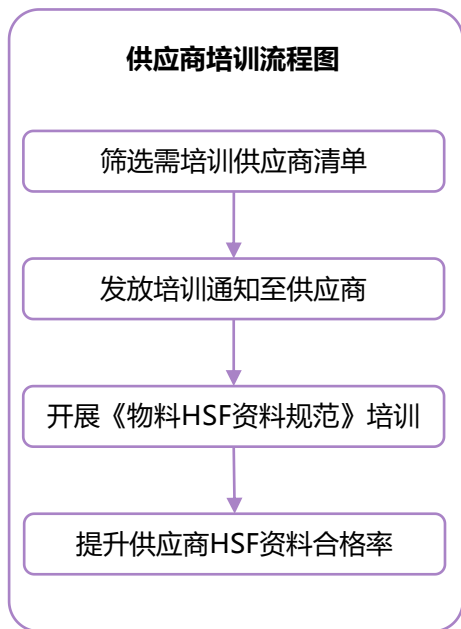 供应商培训流程图
筛选需培训供应商清单
发放培训通知至供应商
开展《物料HSF资料规范》培训
提升供应商HSF资料合格率